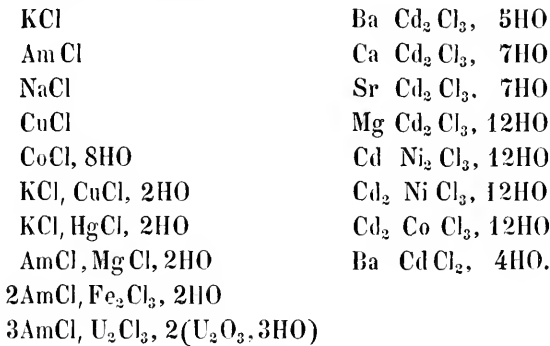 KCl
AmCl
NaCl
CuCl
CoCl, 8HO
KCl, CuCl, 2HO
KCl, HgCl, 2HO
AmCl, MgCl, 2HO
2AmCl, Fe₂Cl₃, 2HO
3AmCl, U₂Cl₃, 2(U₂O₃, 3HO)
Ba Cd₂ Cl₃, 5HO
Ca Cd₂ Cl₃, 7HO
Sr Cd₂ Cl₃. 7HO
Mg Cd₂ Cl₃, 12HO
Cd Ni₂ Cl₃, 12HO
Cd₂ Ni Cl₃, 12HO
Cd₂ Co Cl₃, 12HO
Ba Cd Cl₂, 4HO.